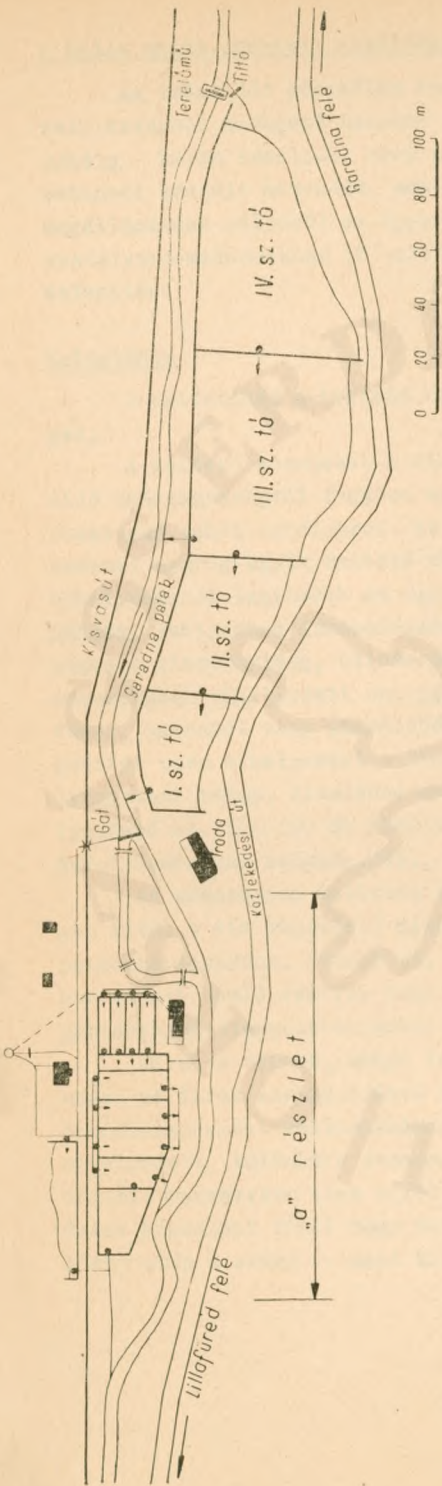 Terelőmű
Tiltó
Garadna felé
IV. sz. tó
III. sz. tó
II. sz. tó
I. sz. tó
Kisvasút
Garadna patak
Gát
Iroda
Közlekedési út
„a” részlet
Lillafüred felé
0 20 40 60 80 100 m